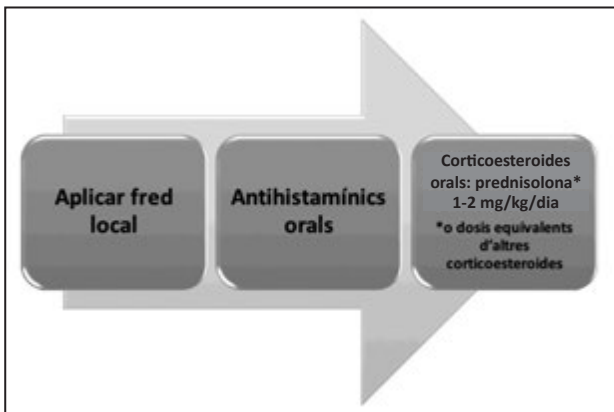 Aplicar fred
local
Antihistamínics
orals
Corticoesteroides
orals: prednisolona*
1-2 mg/kg/dia
*o dosis equivalents
d'altres
corticoesteroides